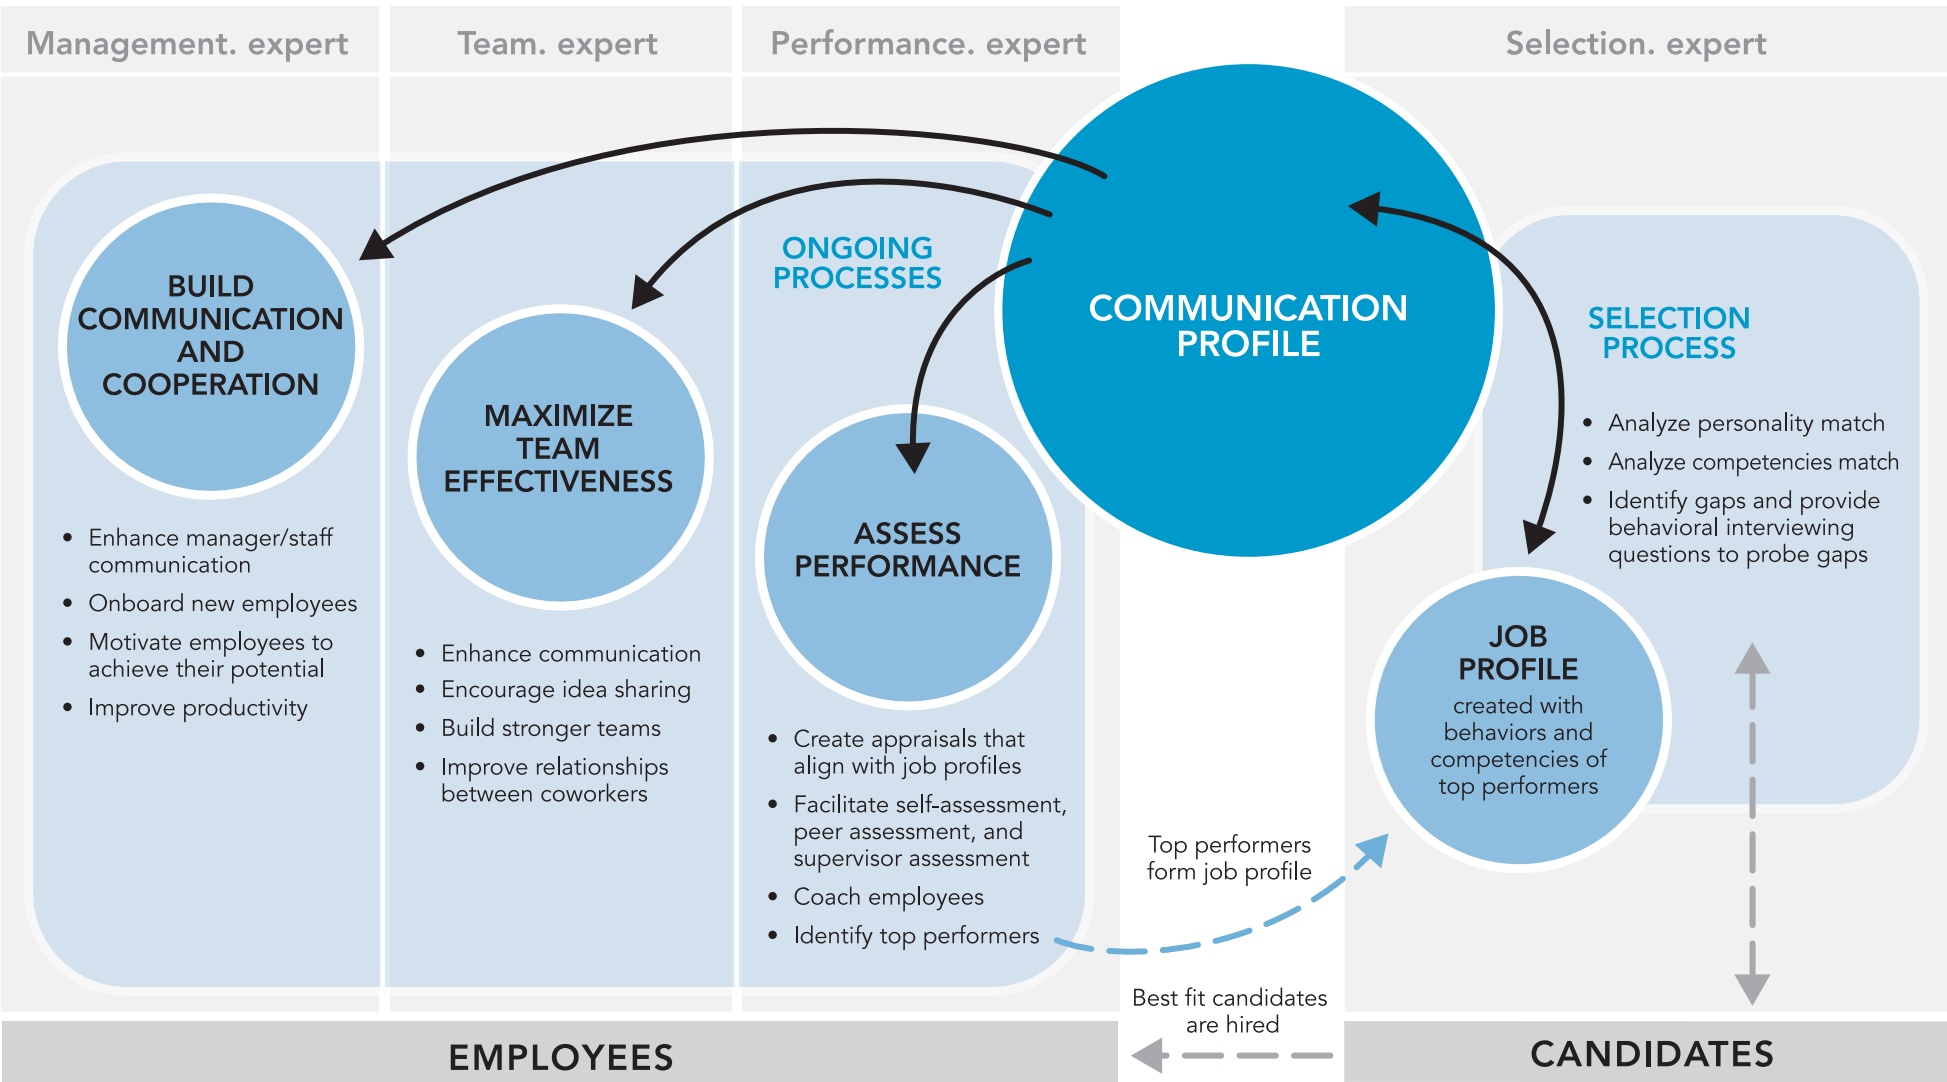 Management. expert
Team. expert
Performance. expert
Selection. expert
BUILD
COMMUNICATION
AND
COOPERATION
• Enhance manager/staff
communication
• Onboard new employees
• Motivate employees to
achieve their potential
• Improve productivity
MAXIMIZE
TEAM
EFFECTIVENESS
• Enhance communication
• Encourage idea sharing
• Build stronger teams
• Improve relationships
between coworkers
ONGOING
PROCESSES
ASSESS
PERFORMANCE
• Create appraisals that
align with job profiles
• Facilitate self-assessment,
peer assessment, and
supervisor assessment
• Coach employees
• Identify top performers
COMMUNICATION
PROFILE
SELECTION
PROCESS
• Analyze personality match
• Analyze competencies match
• Identify gaps and provide
behavioral interviewing
questions to probe gaps
JOB
PROFILE
created with
behaviors and
competencies of
top performers
Top performers
form job profile
Best fit candidates
are hired
EMPLOYEES
CANDIDATES